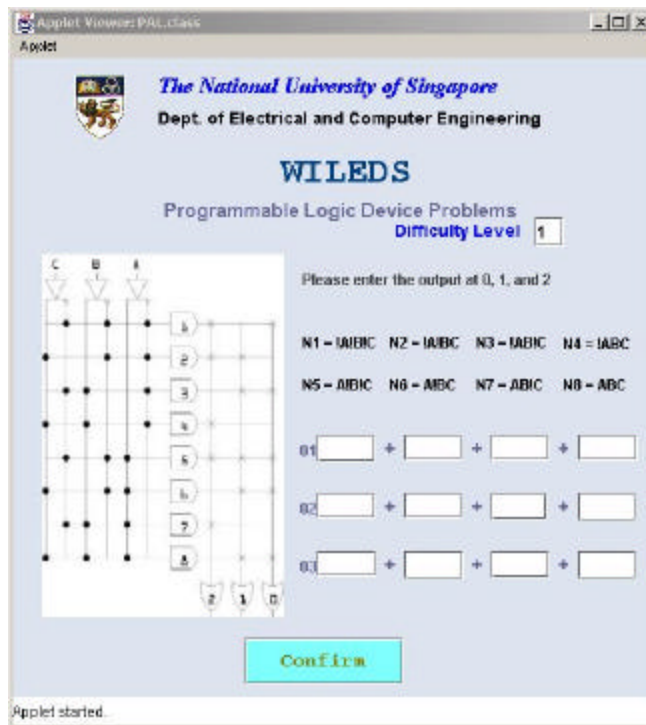 Applet Viewer: PAL.class
Applet
The National University of Singapore
Dept. of Electrical and Computer Engineering
WILEDS
Programmable Logic Device Problems
Difficulty Level 1
C B A
Please enter the output at 0, 1, and 2
N1 = !A!B!C N2 = !A!BC N3 = !AB!C N4 = !ABC
N5 = A!B!C N6 = A!BC N7 = AB!C N8 = ABC
1
2
3
4
5
6
7
8
01 + + +
02 + + +
03 + + +
2 1 0
Confirm
Applet started.